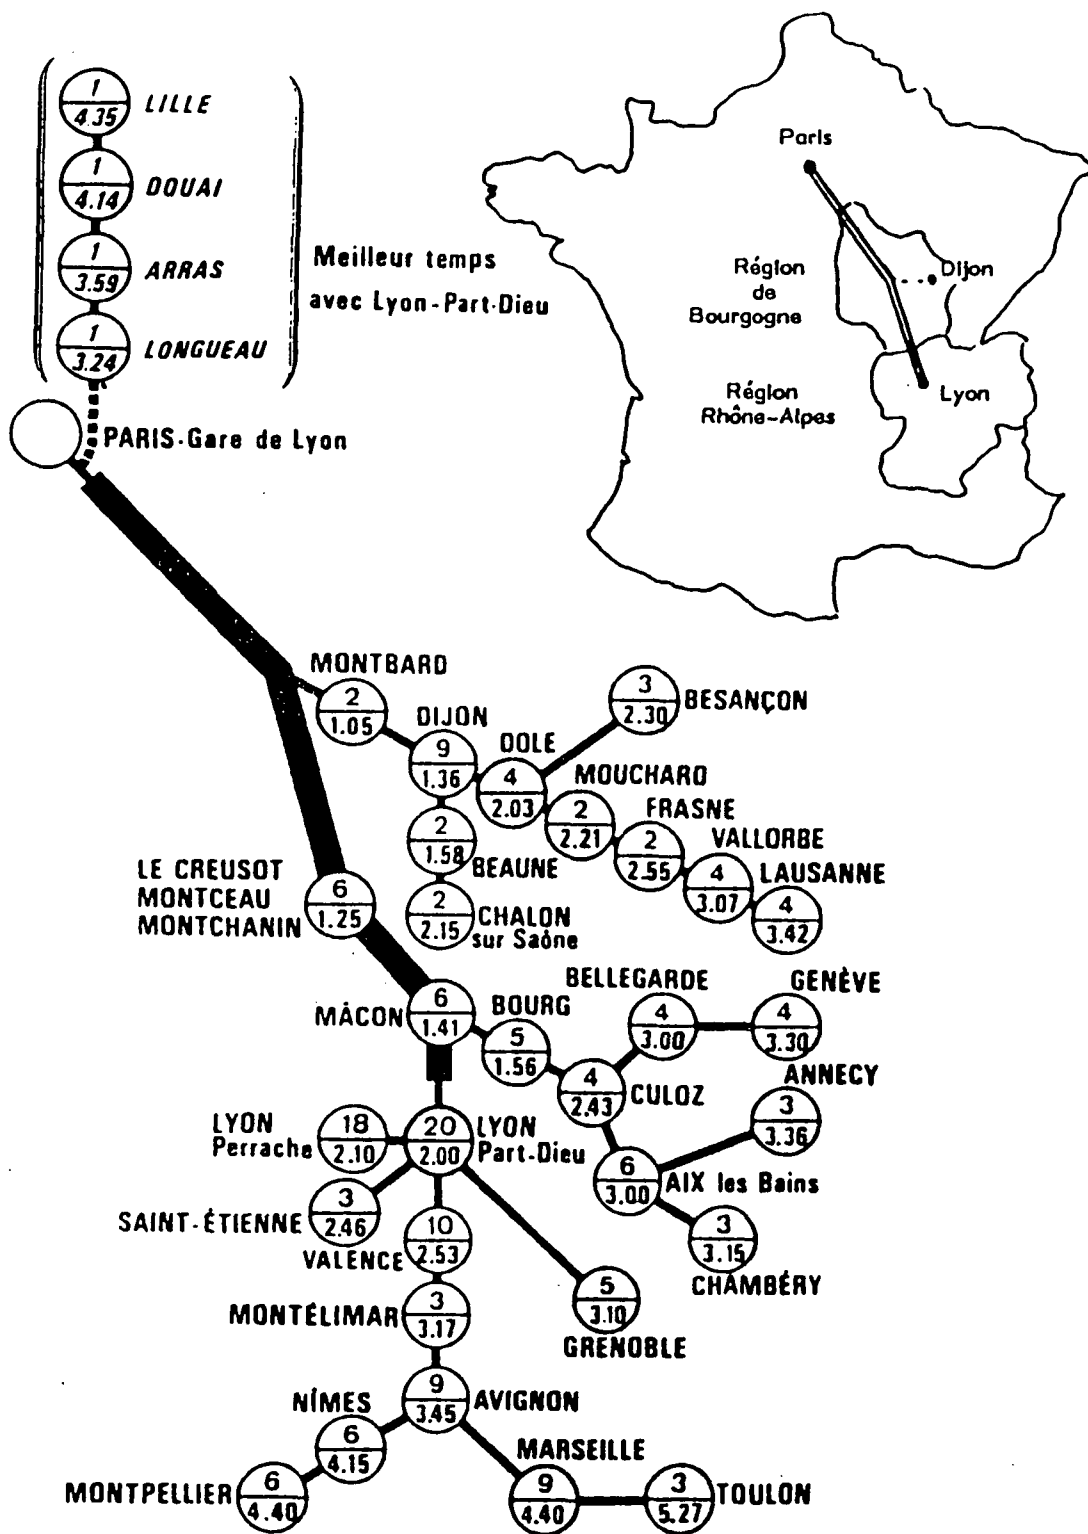 1
4.35
LILLE
1
4.14
DOUAI
1
3.59
ARRAS
1
3.24
LONGUEAU
Meilleur temps
avec Lyon-Part-Dieu
PARIS-Gare de Lyon
Paris
Dijon
Région
de
Bourgogne
Région
Rhône-Alpes
Lyon
MONTBARD
2
1.05
DIJON
9
1.36
DOLE
4
2.03
3
2.30
BESANÇON
MOUCHARD
2
2.21
FRASNE
2
2.55
VALLORBE
4
3.07
LAUSANNE
4
3.42
2
1.58
BEAUNE
2
2.15
CHALON
sur Saône
LE CREUSOT
MONTCEAU
MONTCHANIN
6
1.25
MÂCON
6
1.41
BOURG
5
1.56
BELLEGARDE
4
3.00
GENÈVE
4
3.30
4
2.43
CULOZ
ANNECY
3
3.36
6
3.00
AIX les Bains
3
3.15
CHAMBÉRY
LYON
Perrache
18
2.10
20
2.00
LYON
Part-Dieu
SAINT-ÉTIENNE
3
2.46
VALENCE
10
2.53
5
3.10
GRENOBLE
MONTÉLIMAR
3
3.17
9
3.45
AVIGNON
NÎMES
6
4.15
MONTPELLIER
6
4.40
MARSEILLE
9
4.40
3
5.27
TOULON